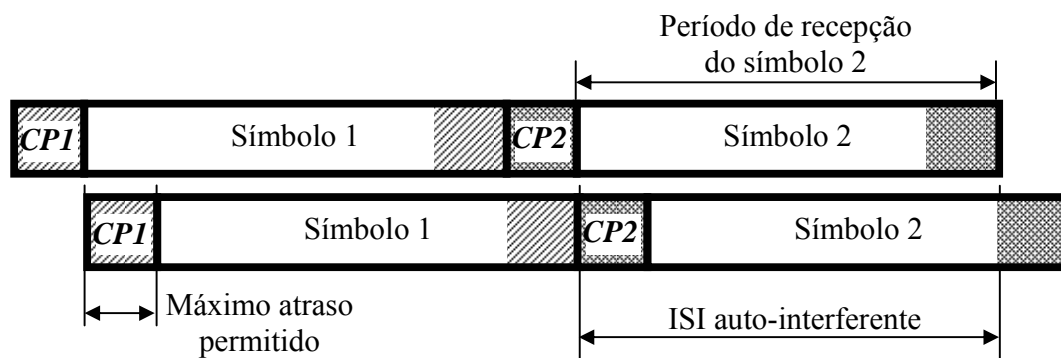 Período de recepção
do símbolo 2
CP1
Símbolo 1
CP2
Símbolo 2
CP1
Símbolo 1
CP2
Símbolo 2
Máximo atraso
permitido
ISI auto-interferente